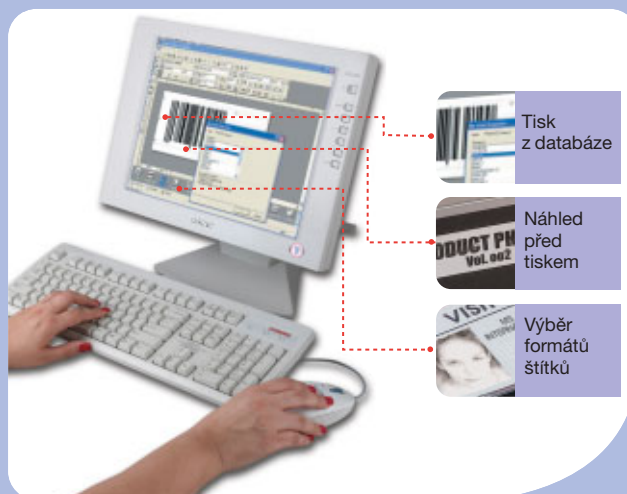 Tisk
z databáze
Náhled
před
tiskem
ODUCT PH
VOL.002
VISI
Výběr
formátů
štítků